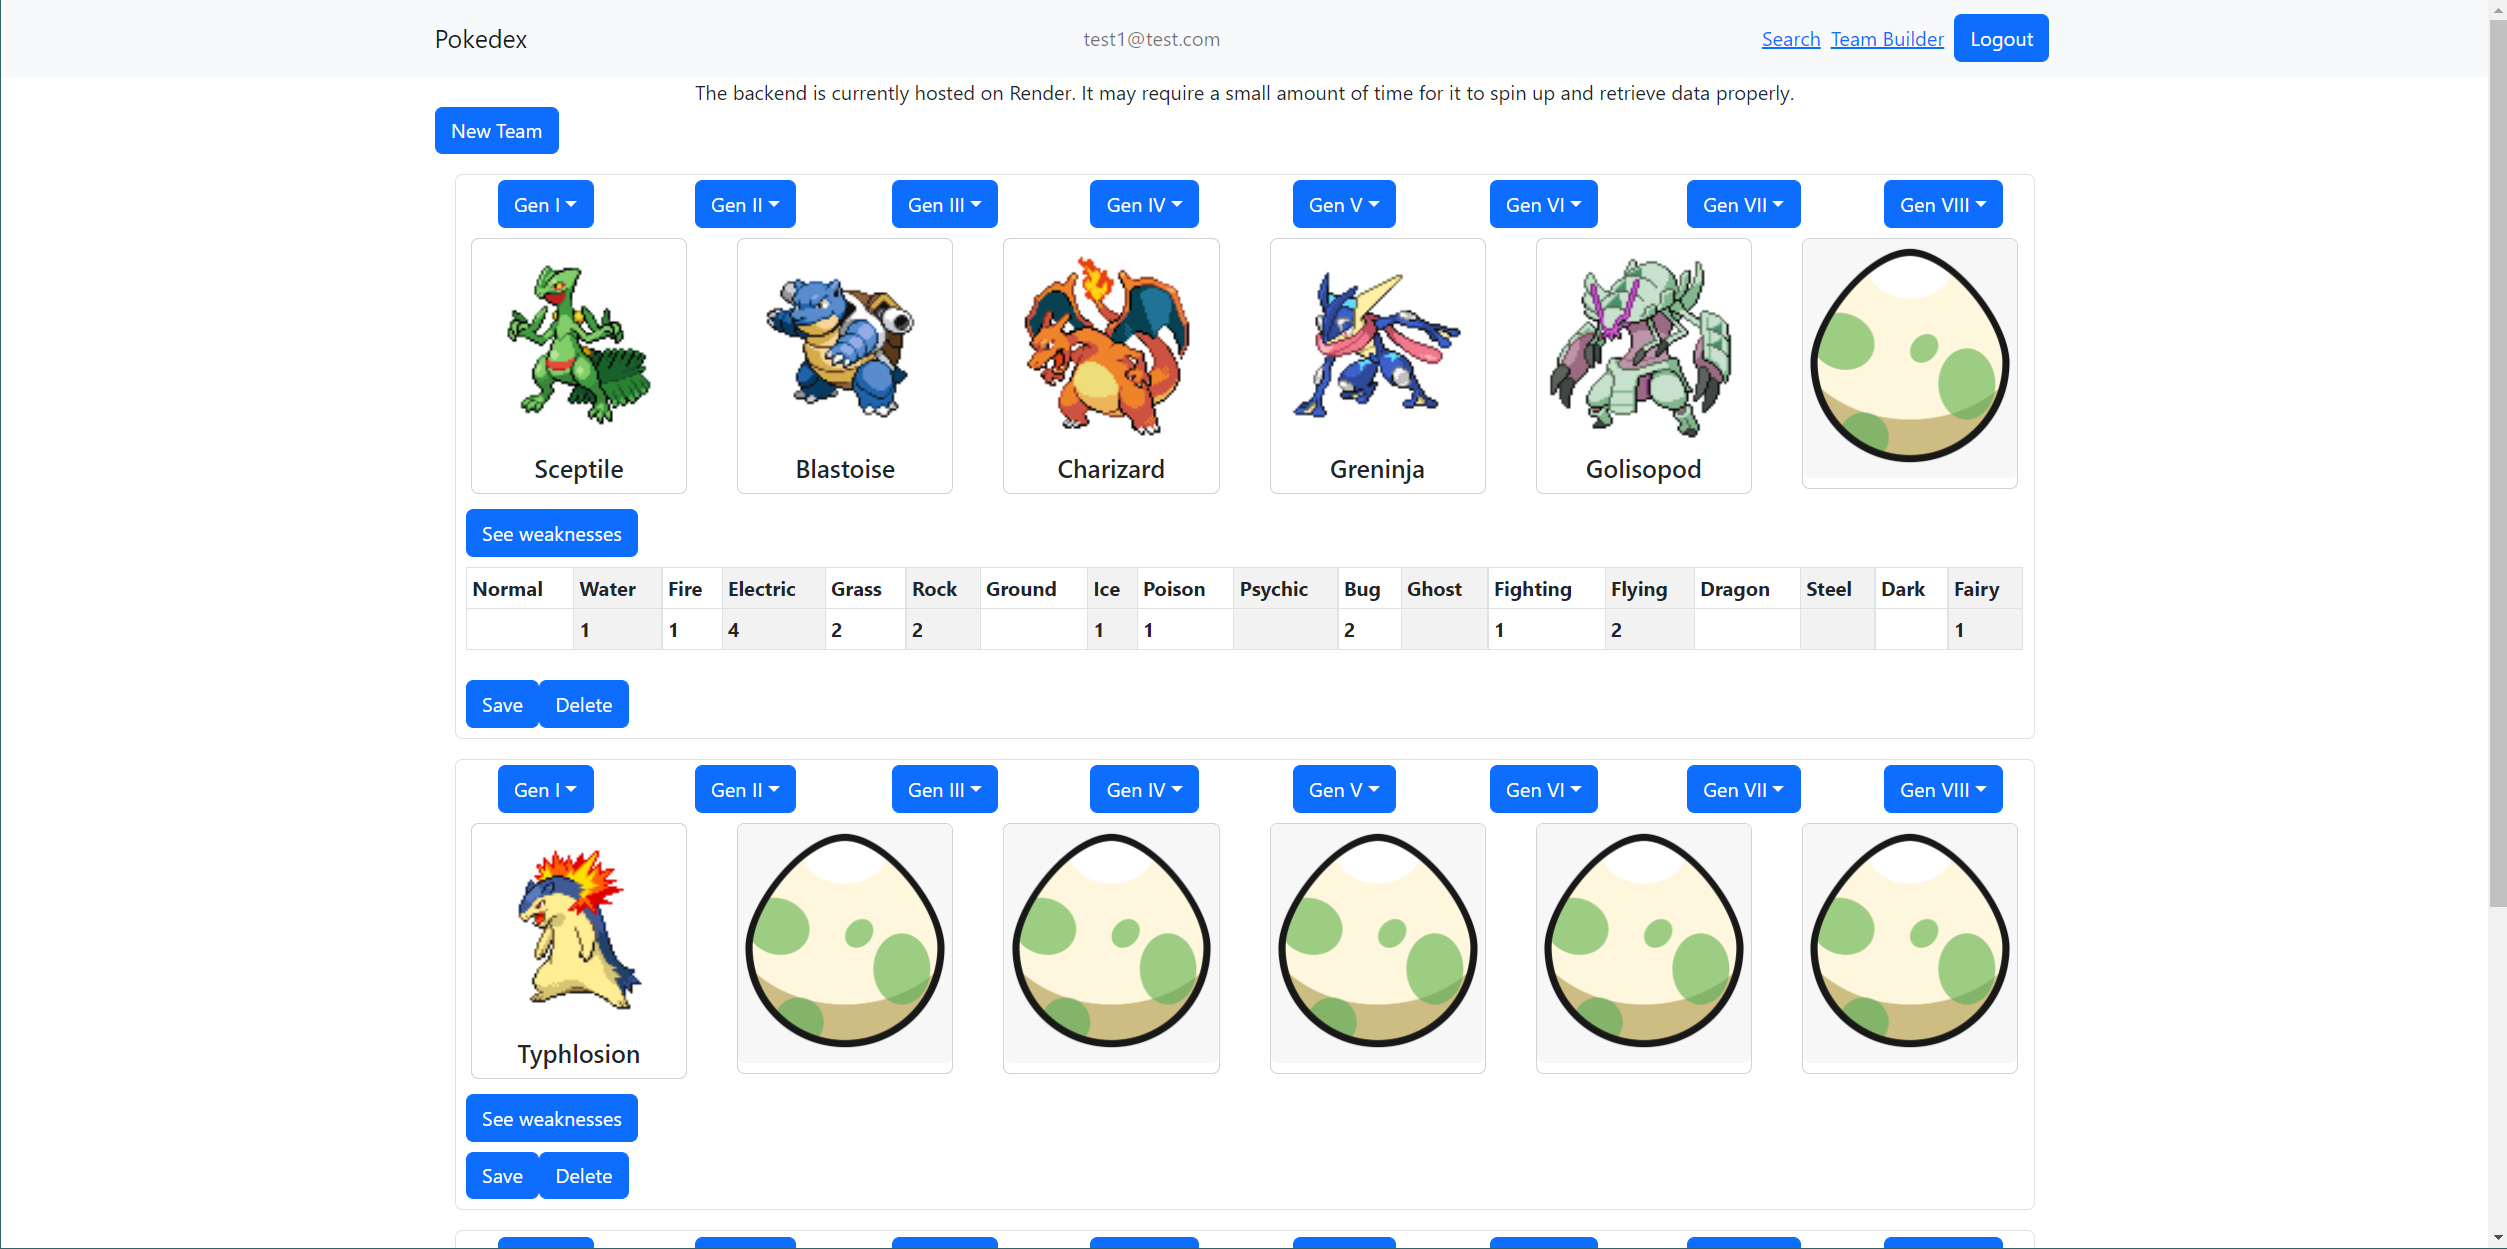 Pokedex test1@test.com Search Team Builder Logout
The backend is currently hosted on Render. It may require a small amount of time for it to spin up and retrieve data properly.
New Team
Gen I Gen II Gen III Gen IV Gen V Gen VI Gen VII Gen VIII
Sceptile Blastoise Charizard Greninja Golisopod
See weaknesses
Normal Water Fire Electric Grass Rock Ground Ice Poison Psychic Bug Ghost Fighting Flying Dragon Steel Dark Fairy
1 1 4 2 2 1 1 2 1 2 1
Save Delete
Gen I Gen II Gen III Gen IV Gen V Gen VI Gen VII Gen VIII
Typhlosion
See weaknesses
Save Delete